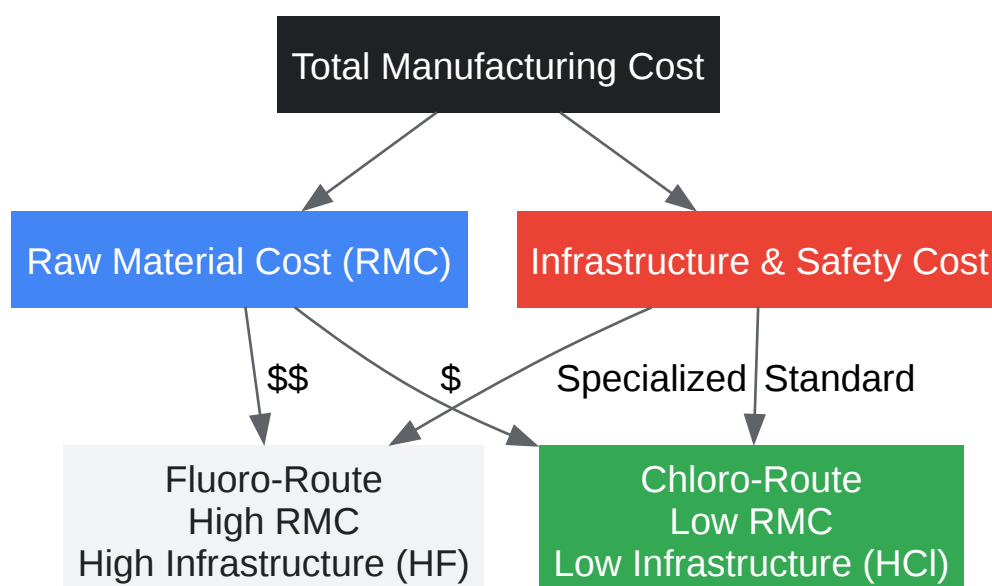 Total Manufacturing Cost
Raw Material Cost (RMC)
Infrastructure & Safety Cost
$$
$
Specialized
Standard
Fluoro-Route
High RMC
High Infrastructure (HF)
Chloro-Route
Low RMC
Low Infrastructure (HCl)